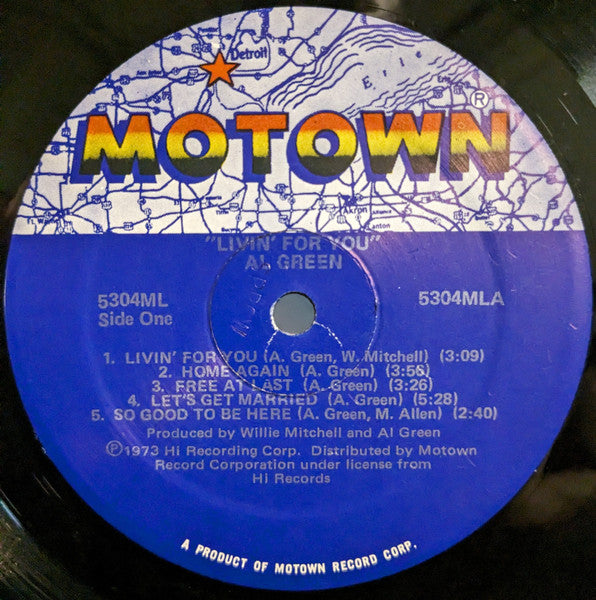 Detroit
Erie
®
MOTOWN
Akron
Canton
"LIVIN' FOR YOU"
AL GREEN
5304ML
5304MLA
Side One
1. LIVIN' FOR YOU (A. Green, W. Mitchell) (3:09)
2. HOME AGAIN (A. Green) (3:56)
3. FREE AT LAST (A. Green) (3:26)
4. LET'S GET MARRIED (A. Green) (5:28)
5. SO GOOD TO BE HERE (A. Green, M. Allen) (2:40)
Produced by Willie Mitchell and Al Green
℗1973 Hi Recording Corp. Distributed by Motown
Record Corporation under license from
Hi Records
A PRODUCT OF MOTOWN RECORD CORP.